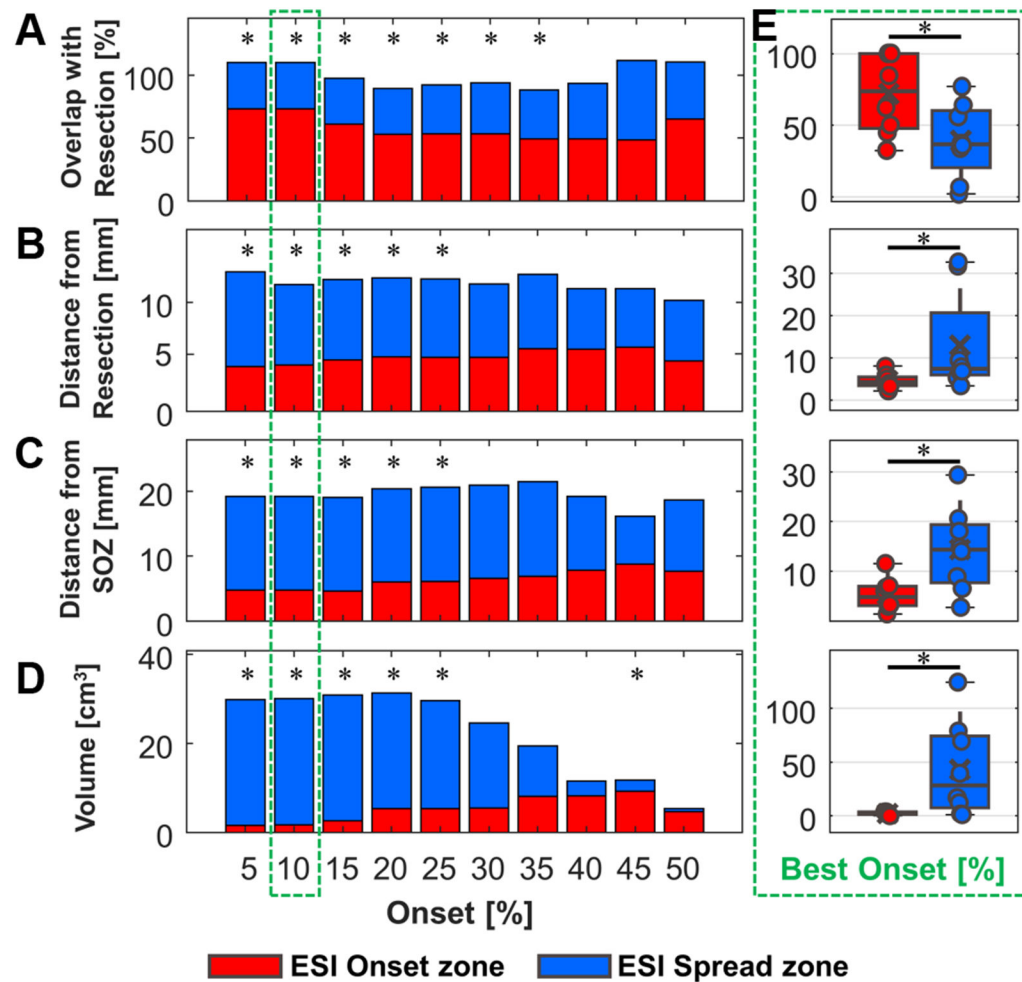 A
Overlap with
Resection [%]
100
50
0
* * * * * * *
B
Distance from
Resection [mm]
10
5
0
* * * * *
C
Distance from
SOZ [mm]
20
10
0
* * * * *
D
Volume [cm³]
40
20
0
* * * * * *
5 10 15 20 25 30 35 40 45 50
Onset [%]
E
*
100
50
0
*
30
20
10
0
*
30
20
10
*
100
50
0
Best Onset [%]
ESI Onset zone ESI Spread zone